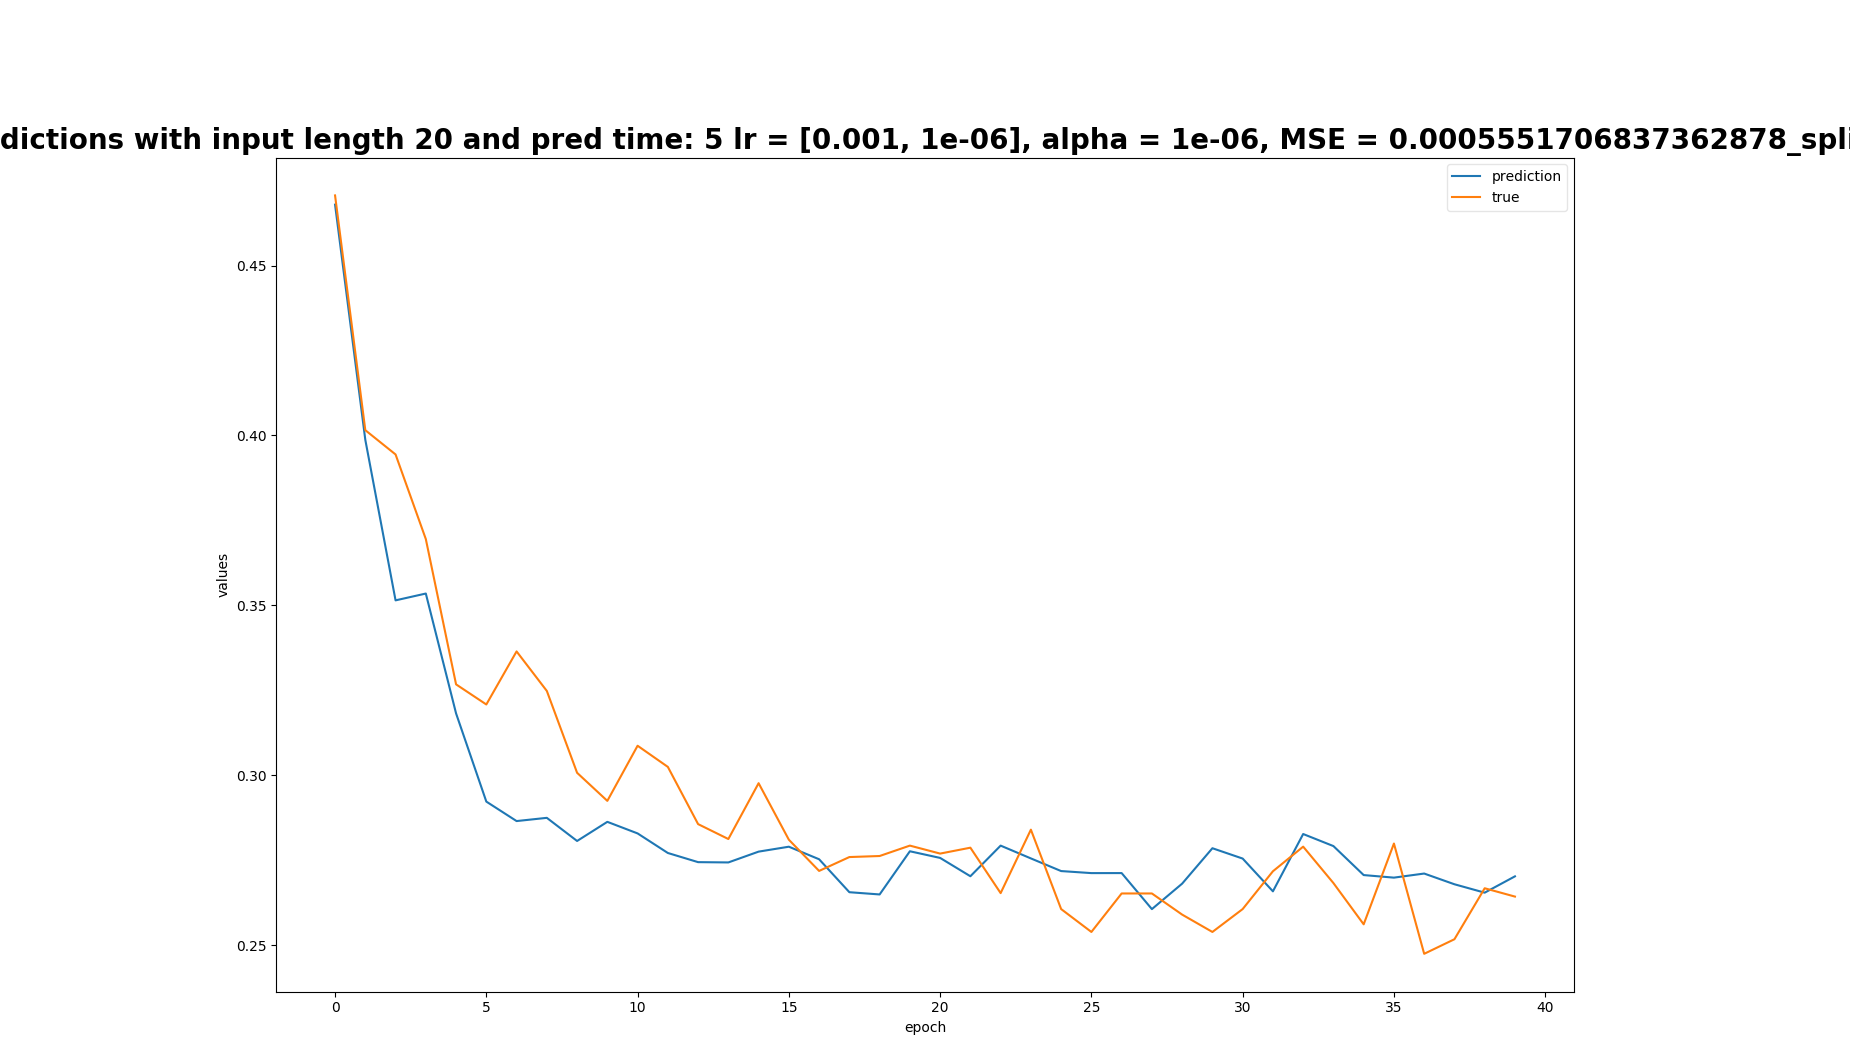 dictions with input length 20 and pred time: 5 lr = [0.001, 1e-06], alpha = 1e-06, MSE = 0.0005551706837362878_spli
prediction
true
0.45
0.40
0.35
0.30
0.25
values
0 5 10 15 20 25 30 35 40
epoch